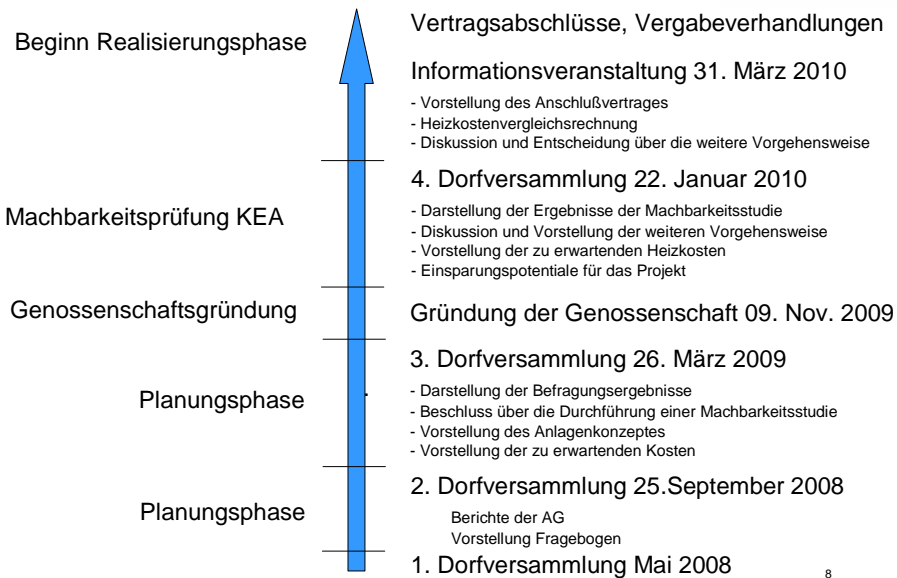 Beginn Realisierungsphase
Vertragsabschlüsse, Vergabeverhandlungen
Informationsveranstaltung 31. März 2010
- Vorstellung des Anschlußvertrages
- Heizkostenvergleichsrechnung
- Diskussion und Entscheidung über die weitere Vorgehensweise
Machbarkeitsprüfung KEA
4. Dorfversammlung 22. Januar 2010
- Darstellung der Ergebnisse der Machbarkeitsstudie
- Diskussion und Vorstellung der weiteren Vorgehensweise
- Vorstellung der zu erwartenden Heizkosten
- Einsparungspotentiale für das Projekt
Genossenschaftsgründung
Gründung der Genossenschaft 09. Nov. 2009
Planungsphase
.
3. Dorfversammlung 26. März 2009
- Darstellung der Befragungsergebnisse
- Beschluss über die Durchführung einer Machbarkeitsstudie
- Vorstellung des Anlagenkonzeptes
- Vorstellung der zu erwartenden Kosten
Planungsphase
2. Dorfversammlung 25.September 2008
Berichte der AG
Vorstellung Fragebogen
1. Dorfversammlung Mai 2008
8